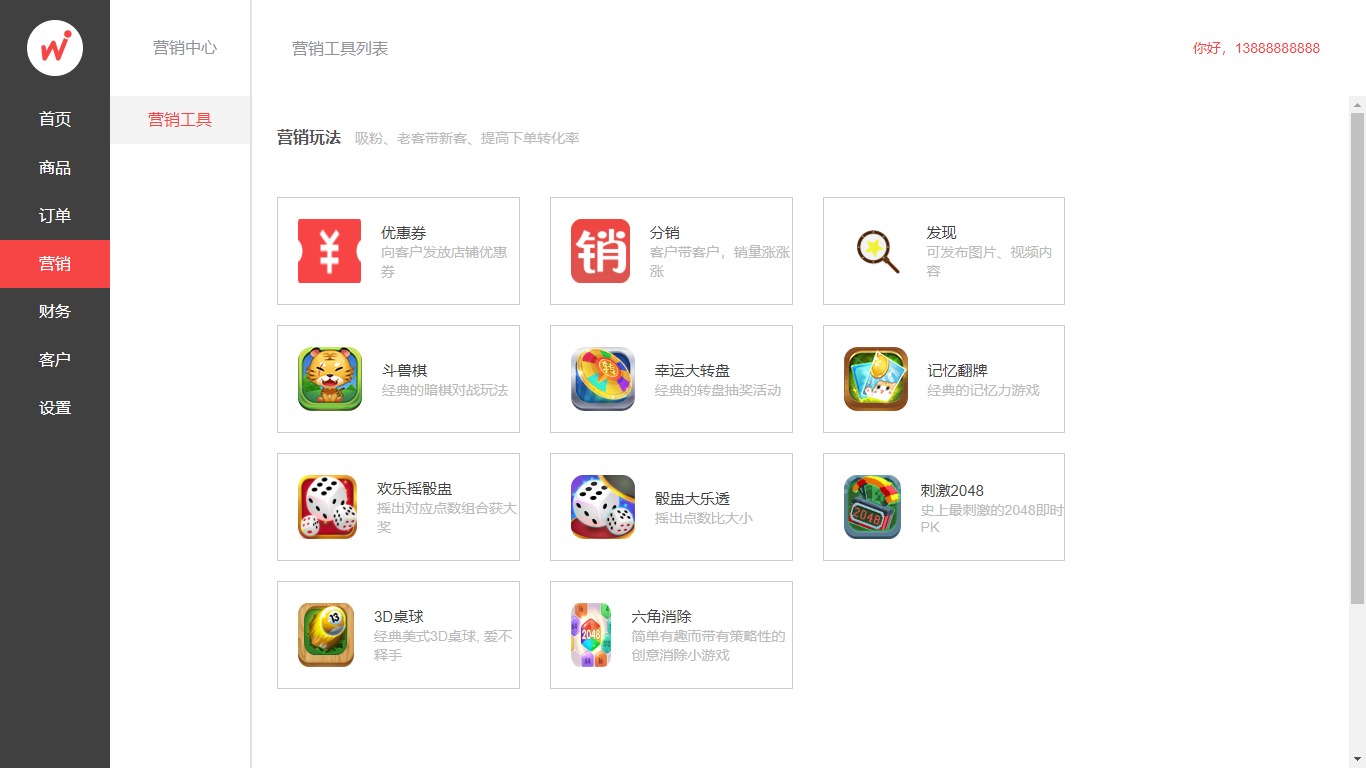 营销中心
营销工具列表
你好，13888888888
首页
商品
订单
营销
财务
客户
设置
营销工具
营销玩法 吸粉、老客带新客、提高下单转化率
优惠券
向客户发放店铺优惠
券
销
分销
客户带客户，销量涨涨
涨
发现
可发布图片、视频内
容
斗兽棋
经典的暗棋对战玩法
幸运大转盘
经典的转盘抽奖活动
记忆翻牌
经典的记忆力游戏
欢乐摇骰盅
摇出对应点数组合获大
奖
骰盅大乐透
摇出点数比大小
2048
刺激2048
史上最刺激的2048即时
PK
13
3D桌球
经典美式3D桌球, 爱不
释手
2048
六角消除
简单有趣而带有策略性的
创意消除小游戏